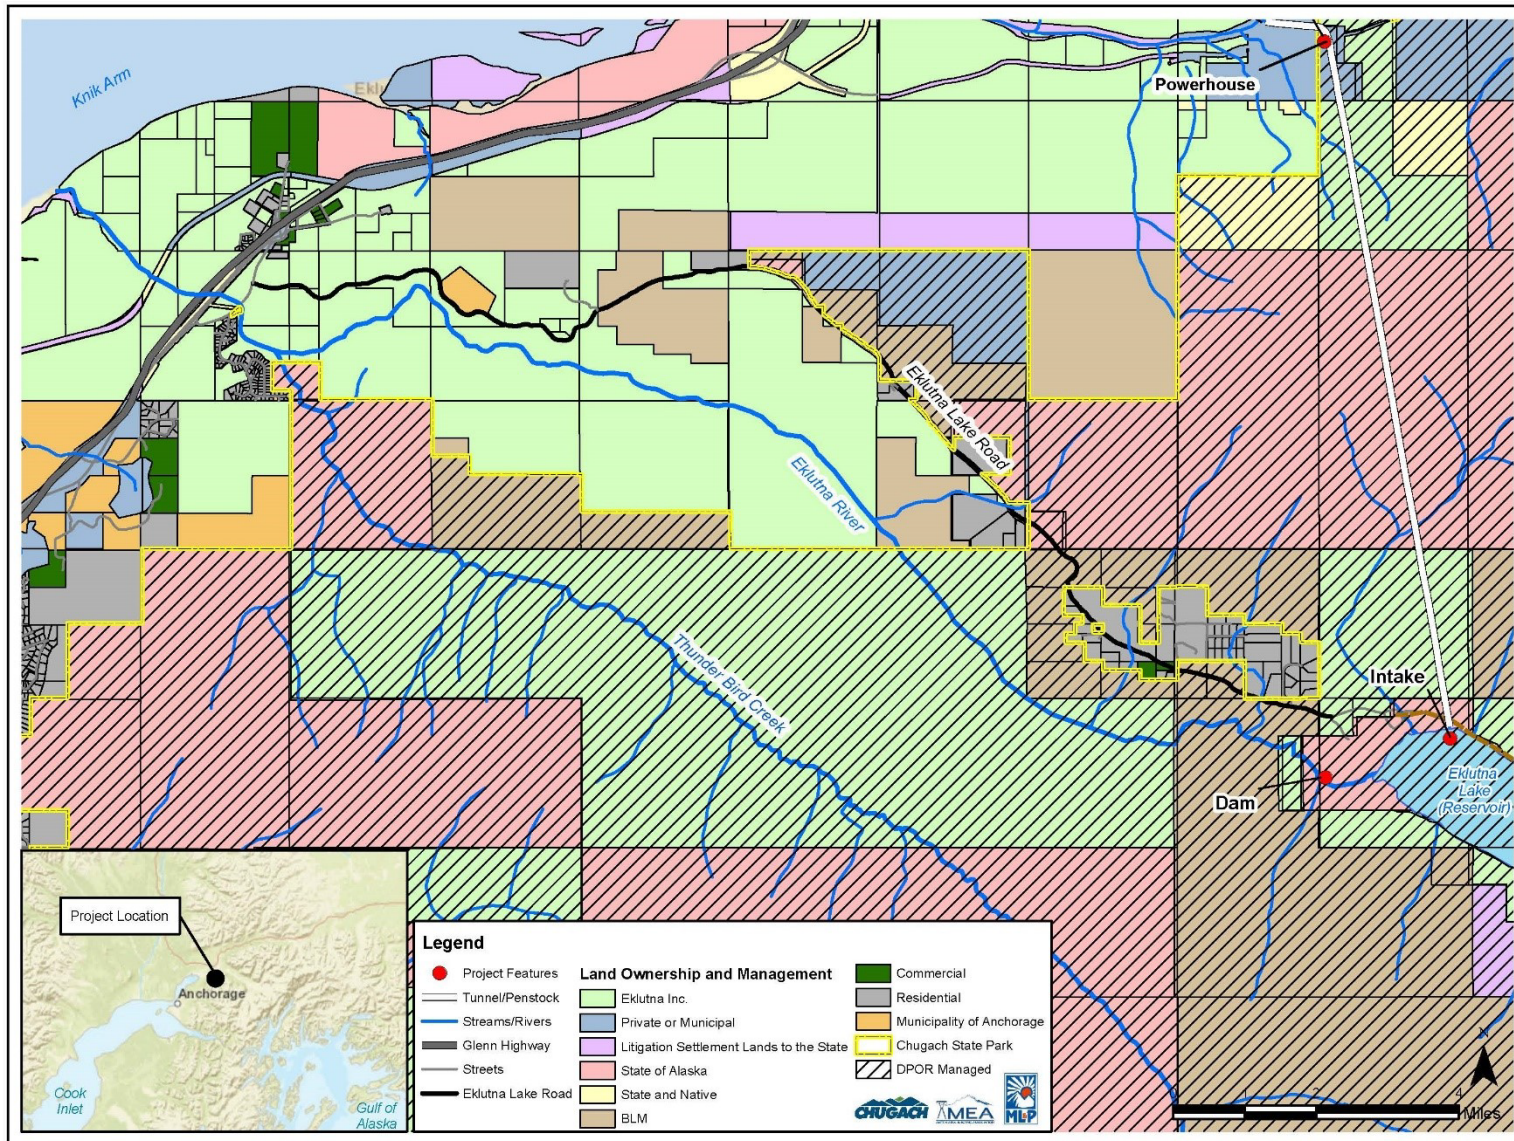 Knik Arm
Powerhouse
Eklutna Lake Road
Eklutna River
Thunder Bird Creek
Intake
Dam
Eklutna
Lake
(Reservoir)
Project Location
Anchorage
Cook
Inlet
Gulf of
Alaska
Legend
Project Features
Tunnel/Penstock
Streams/Rivers
Glenn Highway
Streets
Eklutna Lake Road
Land Ownership and Management
Eklutna Inc.
Private or Municipal
Litigation Settlement Lands to the State
State of Alaska
State and Native
BLM
Commercial
Residential
Municipality of Anchorage
Chugach State Park
DPOR Managed
CHUGACH
MEA
ML&P
N
2
4
Miles